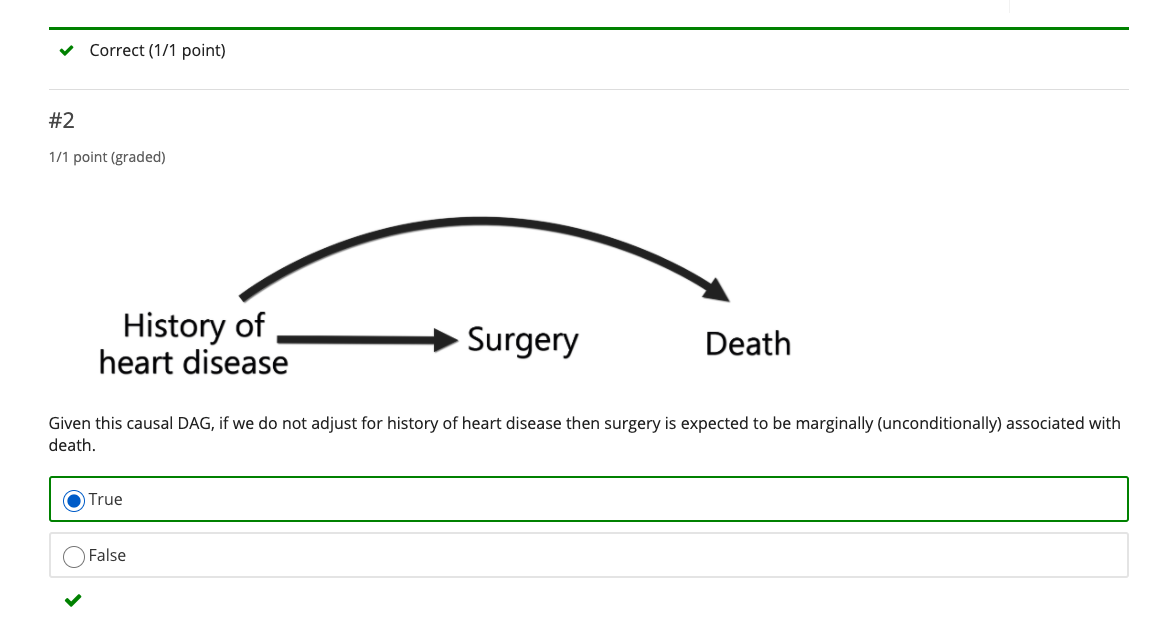 Correct (1/1 point)
#2
1/1 point (graded)
History of
heart disease
Surgery
Death
Given this causal DAG, if we do not adjust for history of heart disease then surgery is expected to be marginally (unconditionally) associated with
death.
True
False